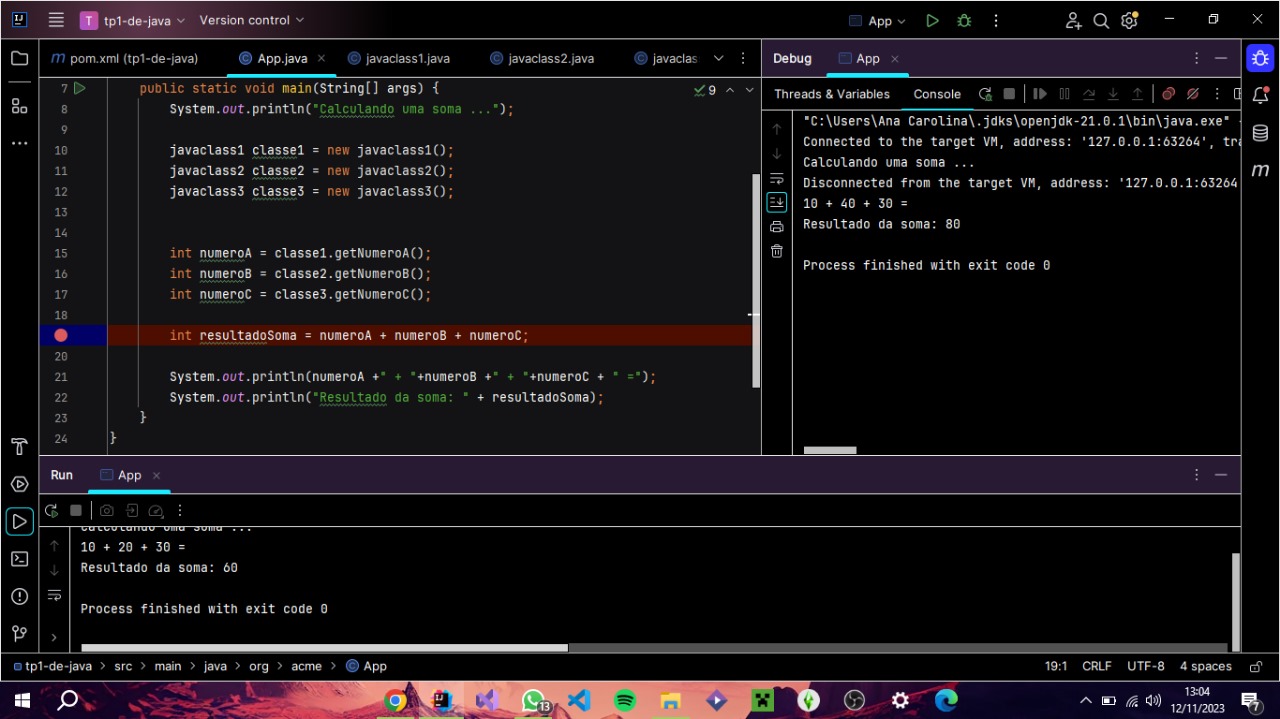 tp1-de-java Version control App
pom.xml (tp1-de-java) App.java javaclass1.java javaclass2.java javaclas
7 public static void main(String[] args) { 9
8 System.out.println("Calculando uma soma ...");
9
10 javaclass1 classe1 = new javaclass1();
11 javaclass2 classe2 = new javaclass2();
12 javaclass3 classe3 = new javaclass3();
13
14
15 int numeroA = classe1.getNumeroA();
16 int numeroB = classe2.getNumeroB();
17 int numeroC = classe3.getNumeroC();
18
int resultadoSoma = numeroA + numeroB + numeroC;
20
21 System.out.println(numeroA +" + "+numeroB +" + "+numeroC + " =");
22 System.out.println("Resultado da soma: " + resultadoSoma);
23 }
24 }
Debug App
Threads & Variables Console
"C:\Users\Ana Carolina\.jdks\openjdk-21.0.1\bin\java.exe"
Connected to the target VM, address: '127.0.0.1:63264', tra
Calculando uma soma ...
Disconnected from the target VM, address: '127.0.0.1:63264
10 + 40 + 30 =
Resultado da soma: 80
Process finished with exit code 0
Run App
Calculando uma soma ...
10 + 20 + 30 =
Resultado da soma: 60
Process finished with exit code 0
tp1-de-java > src > main > java > org > acme > App 19:1 CRLF UTF-8 4 spaces
13
13:04
12/11/2023
7